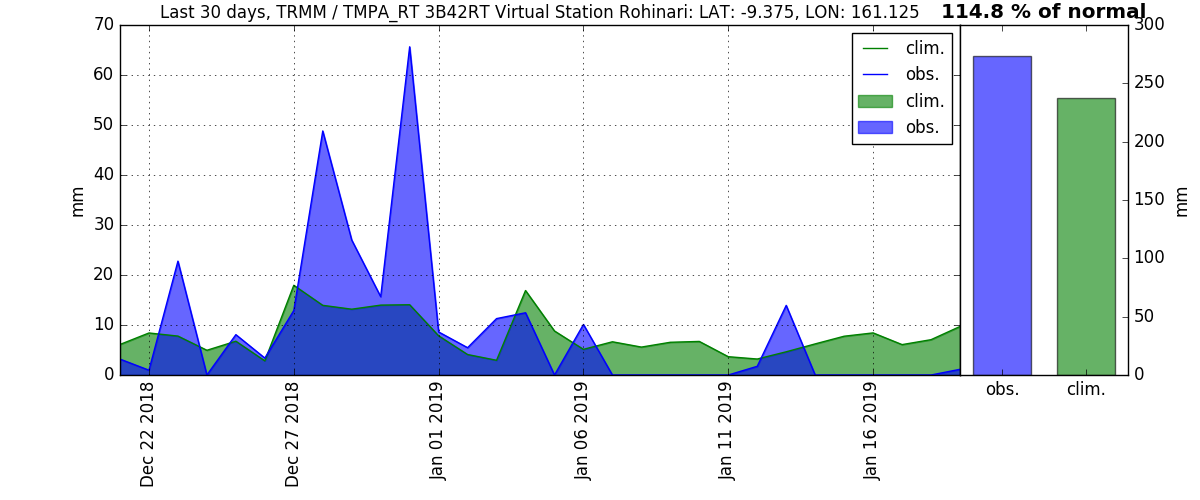 Last 30 days, TRMM / TMPA_RT 3B42RT Virtual Station Rohinari: LAT: -9.375, LON: 161.125
114.8 % of normal
70
60
50
40
30
20
10
0
mm
clim.
obs.
clim.
obs.
300
250
200
150
100
50
0
mm
Dec 22 2018
Dec 27 2018
Jan 01 2019
Jan 06 2019
Jan 11 2019
Jan 16 2019
obs.
clim.